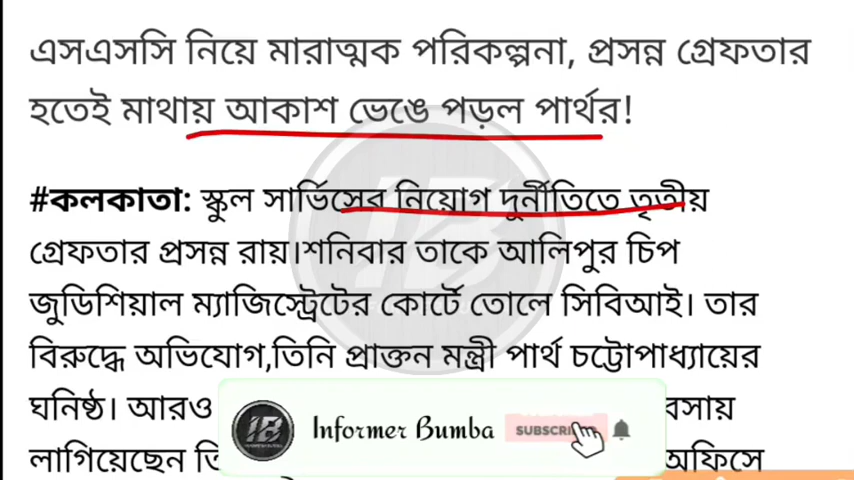 এসএসসি নিয়ে মারাত্মক পরিকল্পনা, প্রসন্ন গ্রেফতার
হতেই মাথায় আকাশ ভেঙে পড়ল পার্থর!
#কলকাতা: স্কুল সার্ভিসের নিয়োগ দুর্নীতিতে তৃতীয়
গ্রেফতার প্রসন্ন রায়।শনিবার তাকে আলিপুর চিপ
জুডিশিয়াল ম্যাজিস্ট্রেটের কোর্টে তোলে সিবিআই। তার
বিরুদ্ধে অভিযোগ,তিনি প্রাক্তন মন্ত্রী পার্থ চট্টোপাধ্যায়ের
ঘনিষ্ঠ। আরও
লাগিয়েছেন
অফিসে
IB
Informer Bumba
SUBSCRIBE